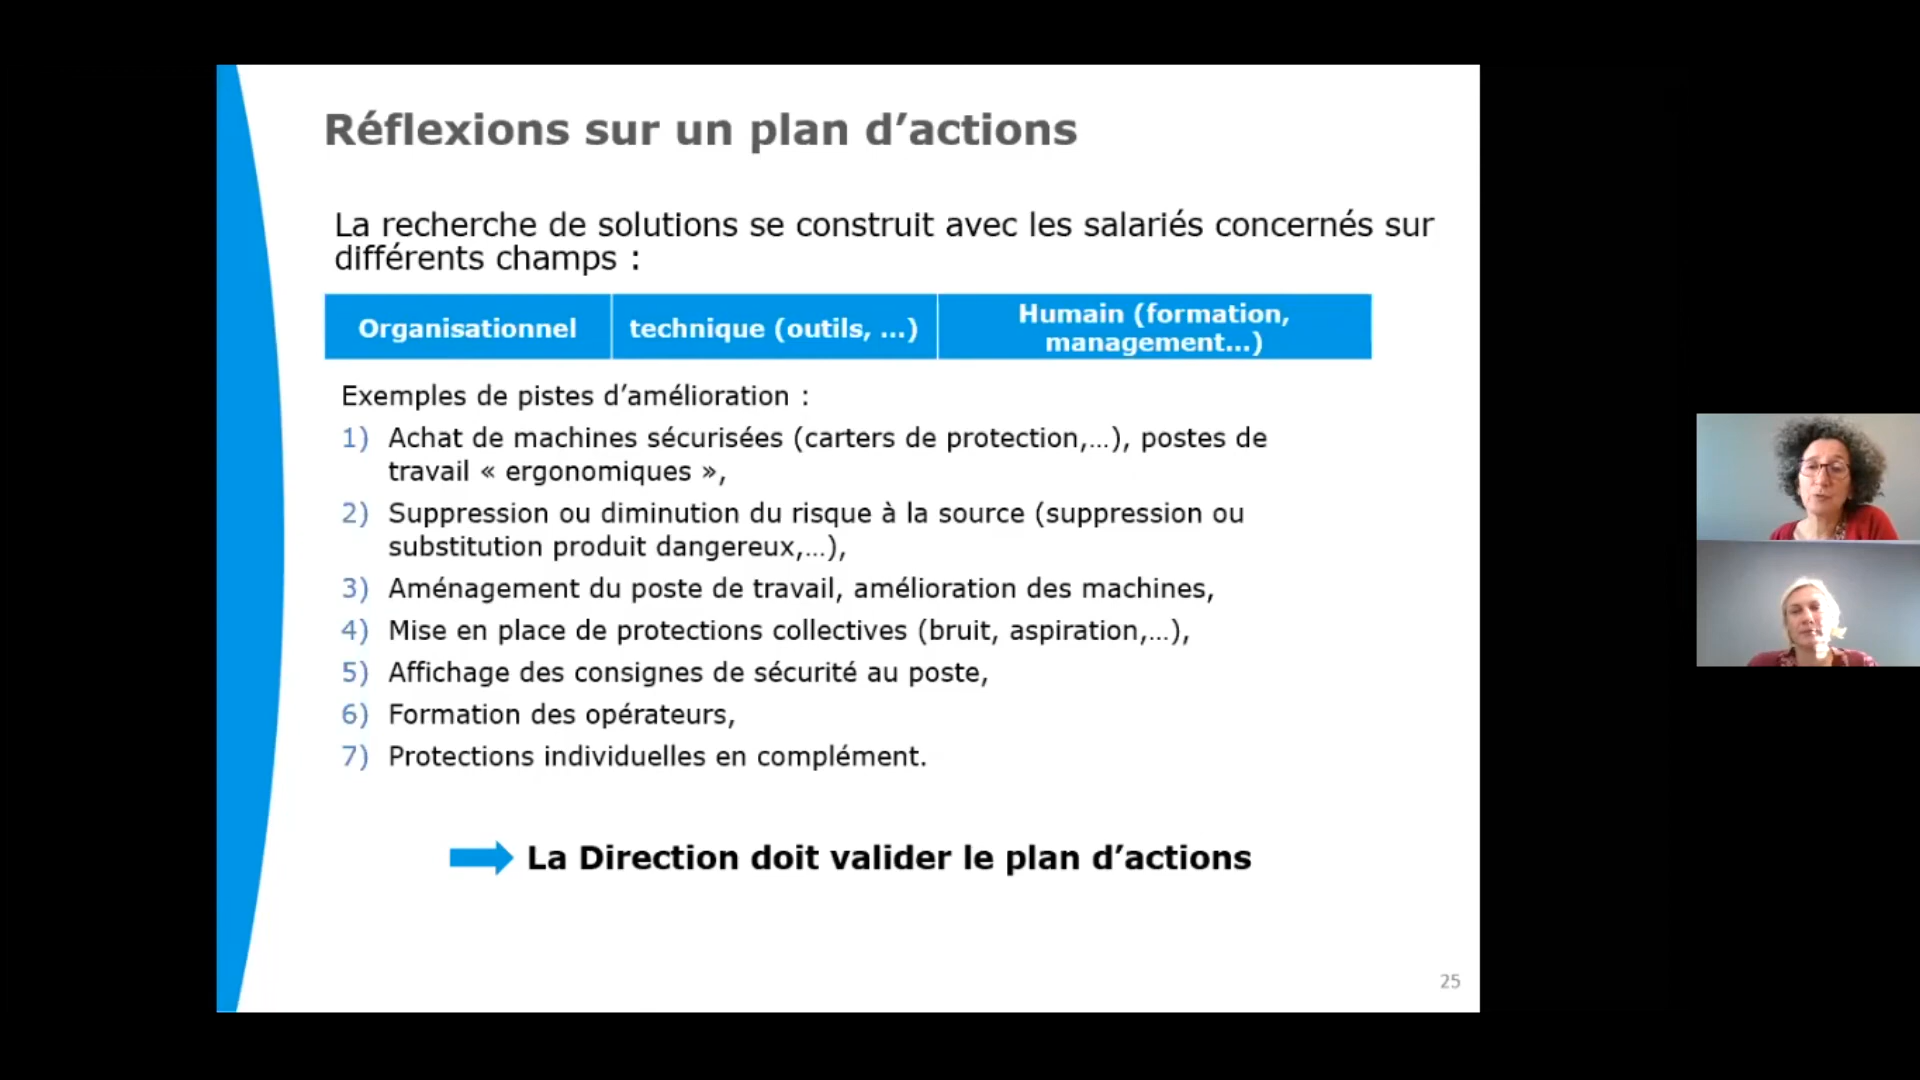 Réflexions sur un plan d’actions
La recherche de solutions se construit avec les salariés concernés sur
différents champs :
Organisationnel
technique (outils, ...)
Humain (formation,
management...)
Exemples de pistes d’amélioration :
1) Achat de machines sécurisées (carters de protection,...), postes de
travail « ergonomiques »,
2) Suppression ou diminution du risque à la source (suppression ou
substitution produit dangereux,...),
3) Aménagement du poste de travail, amélioration des machines,
4) Mise en place de protections collectives (bruit, aspiration,...),
5) Affichage des consignes de sécurité au poste,
6) Formation des opérateurs,
7) Protections individuelles en complément.
La Direction doit valider le plan d’actions
25